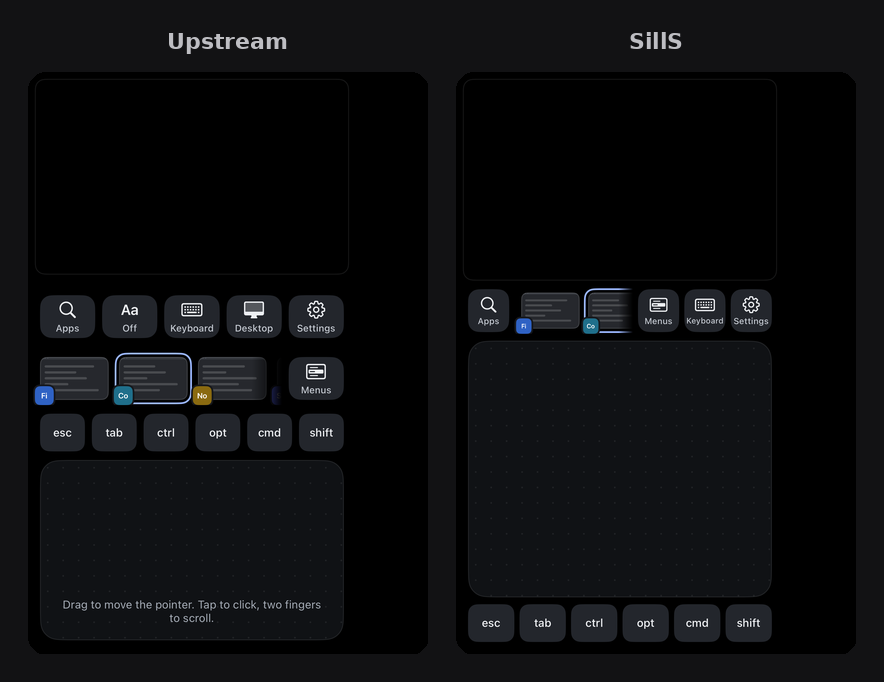 Upstream
SillS
Apps
Aa
Off
Keyboard
Desktop
Settings
Fi
Co
No
Menus
esc tab ctrl opt cmd shift
Drag to move the pointer. Tap to click, two fingers
to scroll.
Apps
Fi
Co
Menus
Keyboard
Settings
esc tab ctrl opt cmd shift